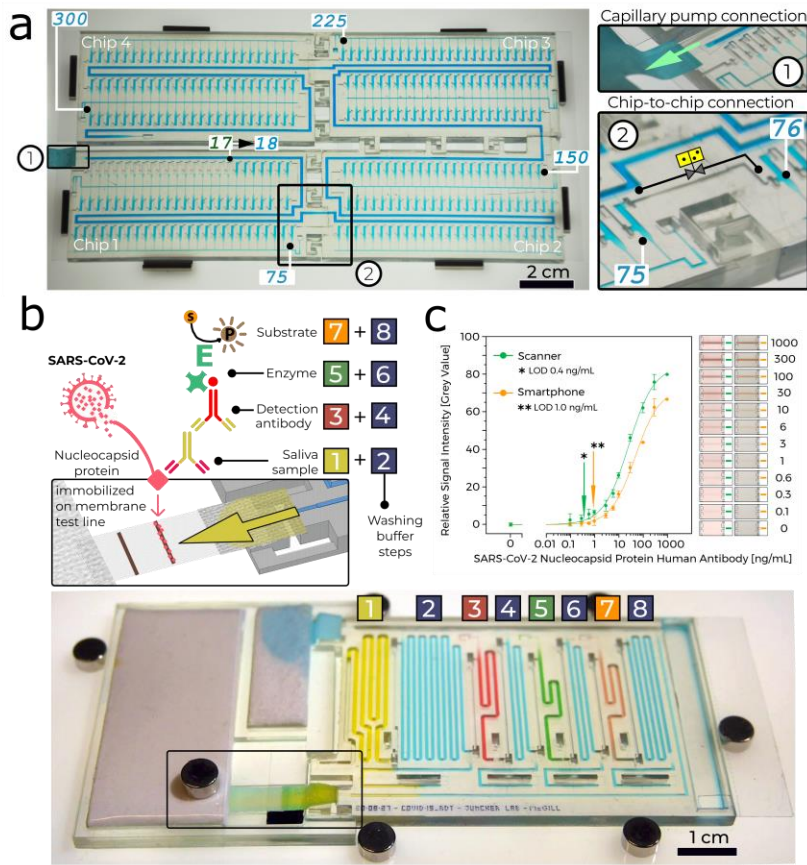 a
300
225
Chip 4
Chip 3
1
17 18
150
Chip 1
Chip 2
75
2
2 cm
Capillary pump connection
1
Chip-to-chip connection
2
76
75
b
SARS-CoV-2
S
P
Substrate 7 + 8
E
Enzyme 5 + 6
Detection
antibody 3 + 4
Nucleocapsid
protein
Saliva
sample 1 + 2
immobilized
on membrane
test line
Washing
buffer
steps
c
Relative Signal Intensity [Grey Value]
100
80
60
40
20
0
Scanner
* LOD 0.4 ng/mL
Smartphone
** LOD 1.0 ng/mL
*
**
0 0.01 0.1 1 10 100 1000 10000
SARS-CoV-2 Nucleocapsid Protein Human Antibody [ng/mL]
1000
300
100
30
10
6
3
1
0.6
0.3
0.1
0
1 2 3 4 5 6 7 8
JUNCKER LAB
1 cm